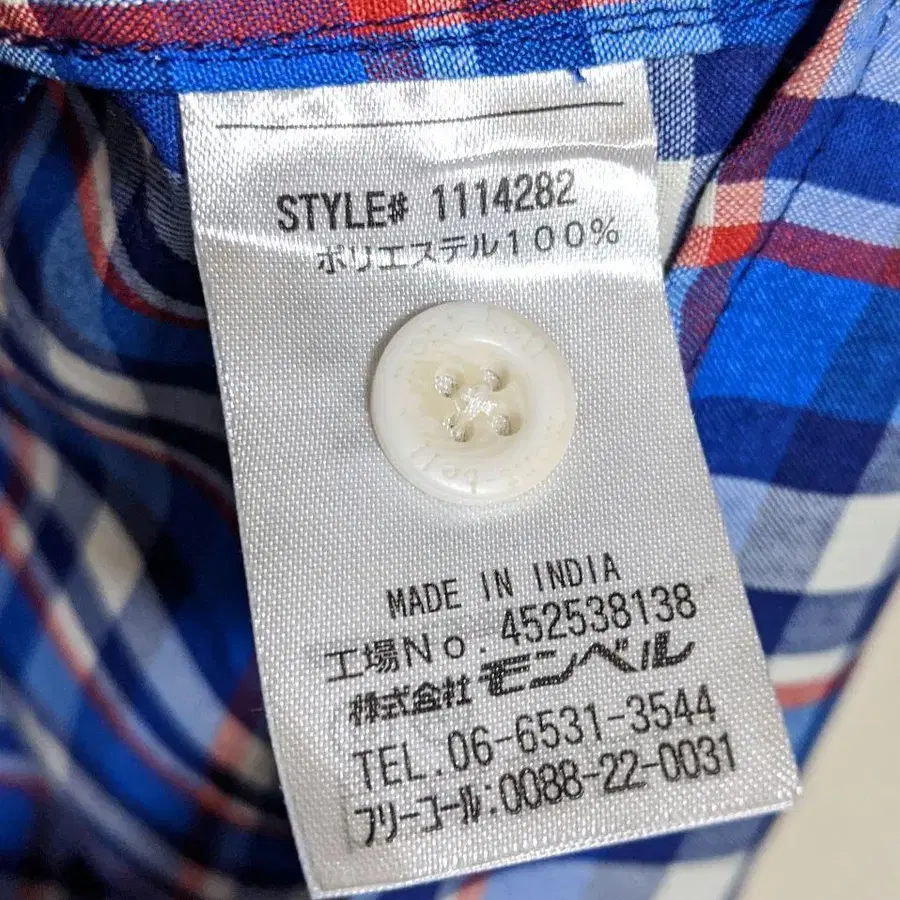 STYLE# 1114282
ポリエステル100%
MADE IN INDIA
工場No. 452538138
株式会社 モンベル
TEL.06-6531-3544
フリーコール:0088-22-0031